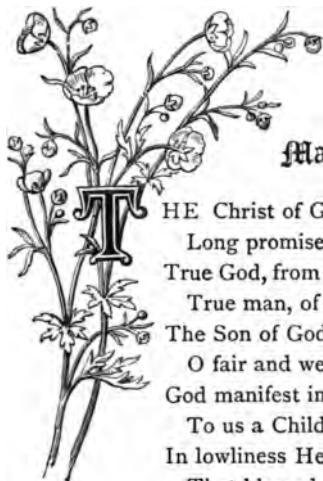 Ma
THE Christ of G
Long promise
True God, from
True man, of
The Son of God
O fair and we
God manifest in
To us a Child
In lowliness He